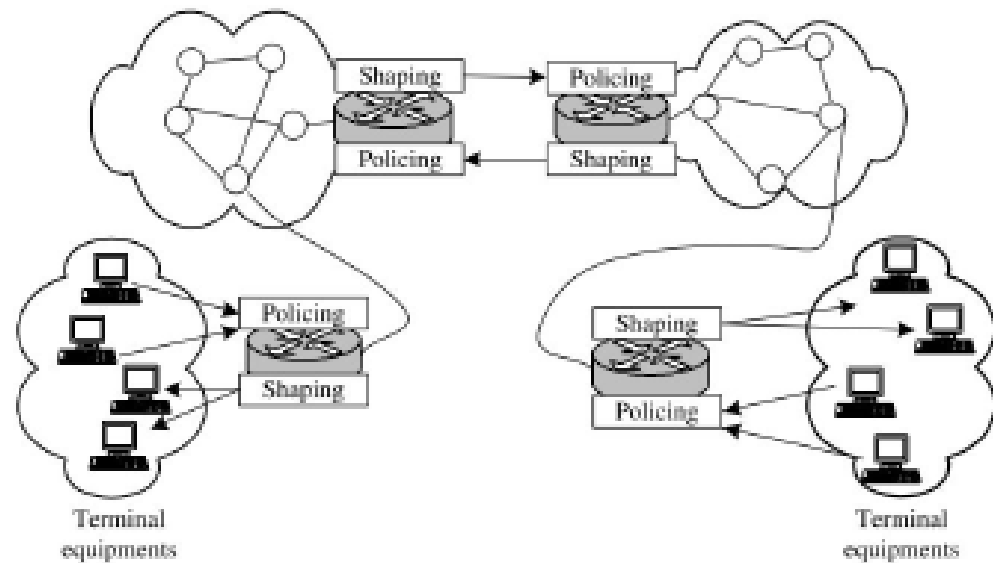 Shaping
Policing
Policing
Shaping
Policing
Shaping
Shaping
Policing
Terminal
equipments
Terminal
equipments